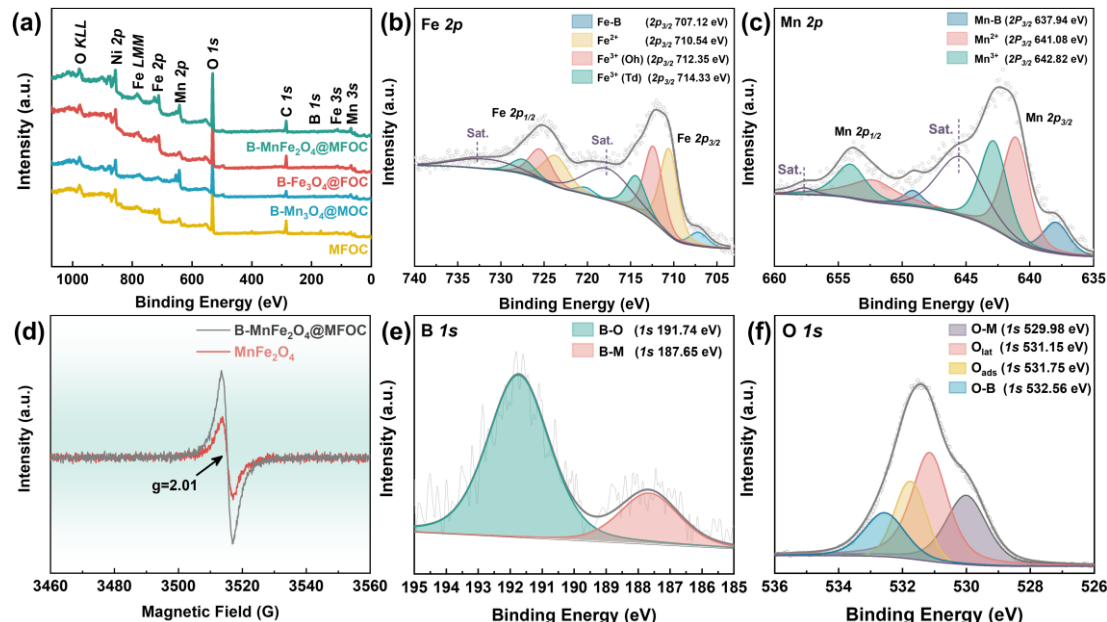 (a)
O KLL
Ni 2p
Fe LMM
Fe 2p
Mn 2p
O 1s
C 1s
B 1s
Fe 3s
Mn 3s
B-MnFe₂O₄@MFOC
B-Fe₃O₄@FOC
B-Mn₃O₄@MOC
MFOC
Intensity (a.u.)
1000 800 600 400 200 0
Binding Energy (eV)
(b) Fe 2p
Fe-B (2p3/2 707.12 eV)
Fe²⁺ (2p3/2 710.54 eV)
Fe³⁺ (Oh) (2p3/2 712.35 eV)
Fe³⁺ (Td) (2p3/2 714.33 eV)
Fe 2p1/2
Sat.
Sat.
Fe 2p3/2
Intensity (a.u.)
740 735 730 725 720 715 710 705
Binding Energy (eV)
(c) Mn 2p
Mn-B (2P3/2 637.94 eV)
Mn²⁺ (2P3/2 641.08 eV)
Mn³⁺ (2P3/2 642.82 eV)
Sat.
Mn 2p1/2
Sat.
Mn 2p3/2
Intensity (a.u.)
660 655 650 645 640 635
Binding Energy (eV)
(d)
B-MnFe₂O₄@MFOC
MnFe₂O₄
g=2.01
Intensity (a.u.)
3460 3480 3500 3520 3540 3560
Magnetic Field (G)
(e) B 1s
B-O (1s 191.74 eV)
B-M (1s 187.65 eV)
Intensity (a.u.)
195 194 193 192 191 190 189 188 187 186 185
Binding Energy (eV)
(f) O 1s
O-M (1s 529.98 eV)
Olat (1s 531.15 eV)
Oads (1s 531.75 eV)
O-B (1s 532.56 eV)
Intensity (a.u.)
536 534 532 530 528 526
Binding Energy (eV)